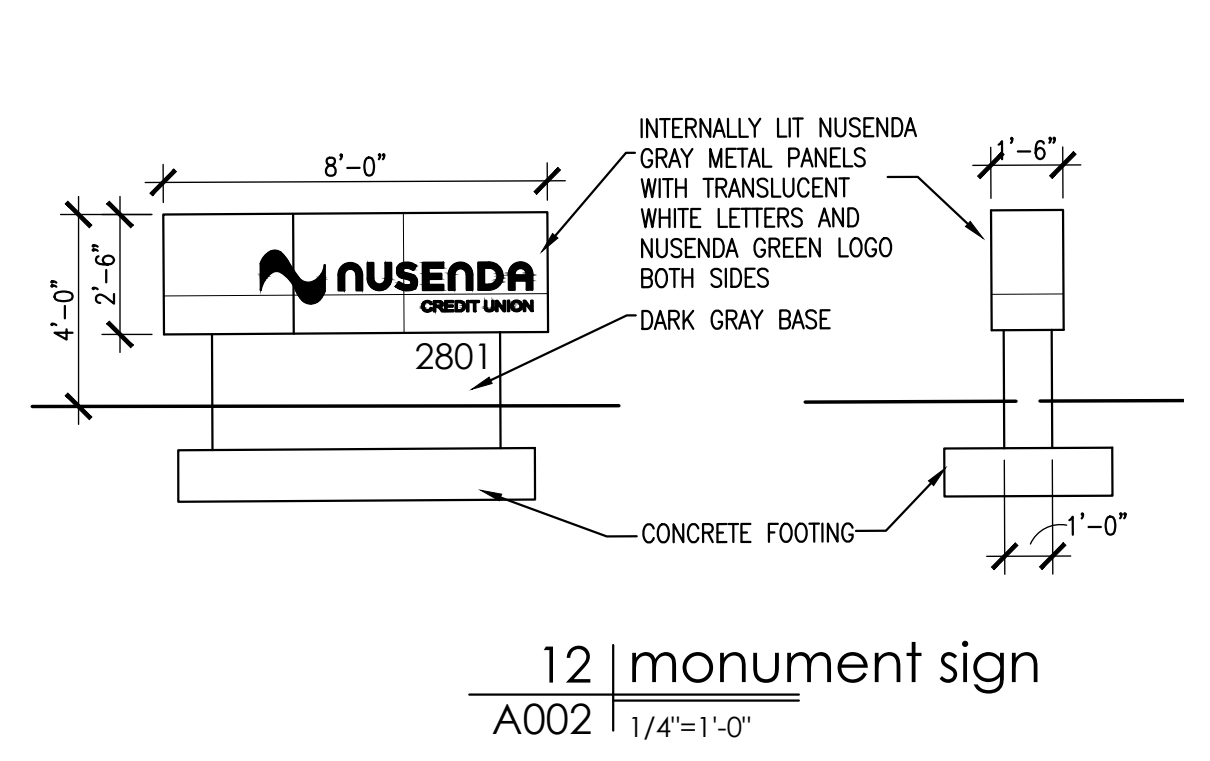 INTERNALLY LIT NUSENDA
GRAY METAL PANELS
WITH TRANSLUCENT
WHITE LETTERS AND
NUSENDA GREEN LOGO
BOTH SIDES
1'-6"
8'-0"
4'-0"
2'-6"
NUSENDA
CREDIT UNION
2801
DARK GRAY BASE
CONCRETE FOOTING
1'-0"
12 monument sign
A002 1/4"=1'-0"